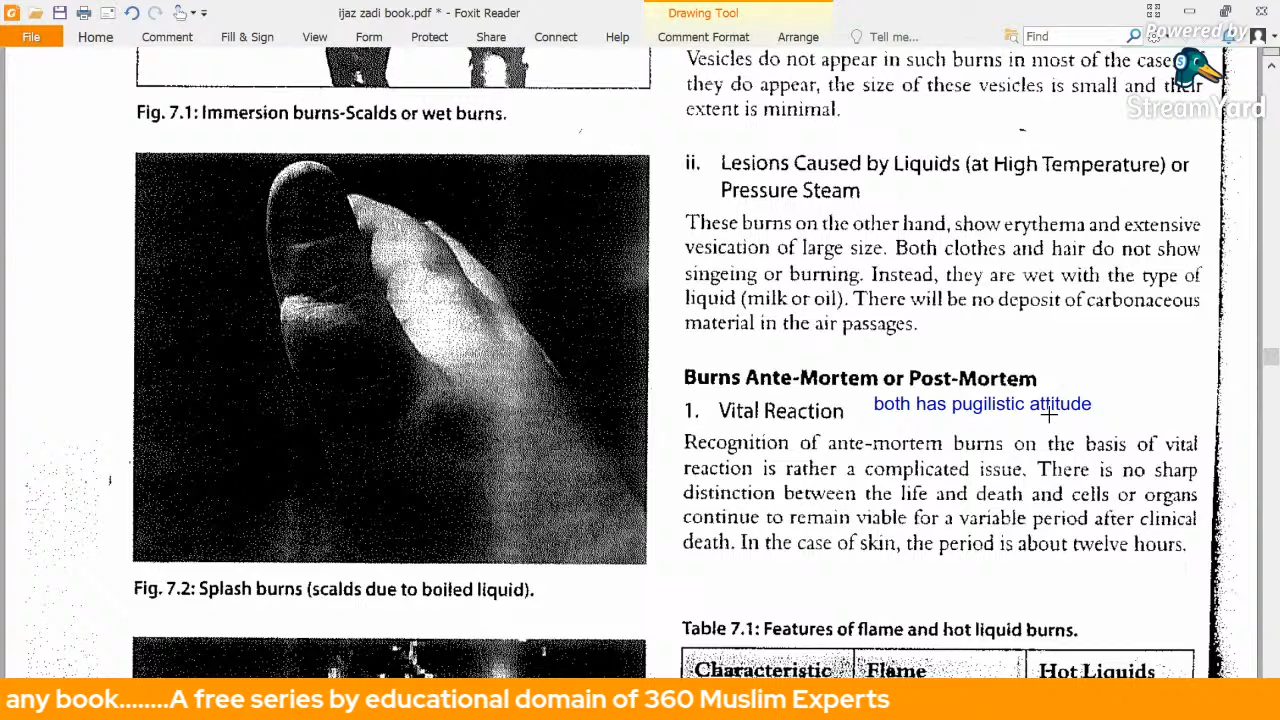 ijaz zadi book.pdf * - Foxit Reader
Drawing Tool
File
Home
Comment
Fill & Sign
View
Form
Protect
Share
Connect
Help
Comment Format
Arrange
Tell me...
Find
Powered by
StreamYard
Fig. 7.1: Immersion burns-Scalds or wet burns.
Fig. 7.2: Splash burns (scalds due to boiled liquid).
Vesicles do not appear in such burns in most of the case
they do appear, the size of these vesicles is small and their
extent is minimal.
ii. Lesions Caused by Liquids (at High Temperature) or
Pressure Steam
These burns on the other hand, show erythema and extensive
vesication of large size. Both clothes and hair do not show
singeing or burning. Instead, they are wet with the type of
liquid (milk or oil). There will be no deposit of carbonaceous
material in the air passages.
Burns Ante-Mortem or Post-Mortem
both has pugilistic attitude
1. Vital Reaction
Recognition of ante-mortem burns on the basis of vital
reaction is rather a complicated issue. There is no sharp
distinction between the life and death and cells or organs
continue to remain viable for a variable period after clinical
death. In the case of skin, the period is about twelve hours.
Table 7.1: Features of flame and hot liquid burns.
Characteristic Flame Hot Liquids
any book........A free series by educational domain of 360 Muslim Experts